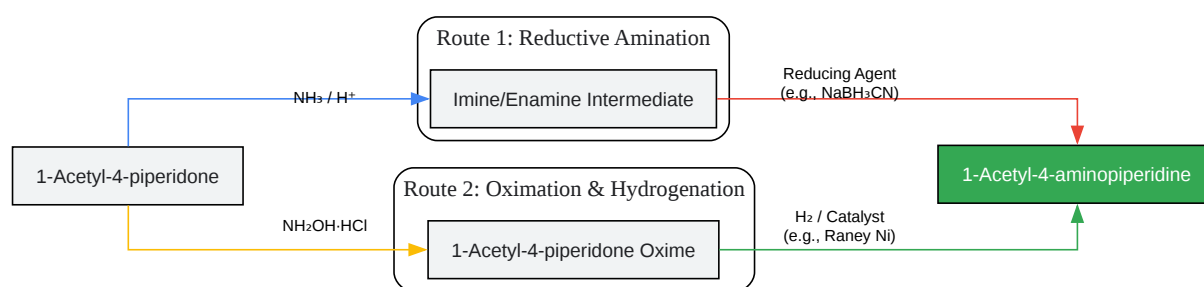 Route 1: Reductive Amination
Reducing Agent
(e.g., NaBH₃CN)
NH₃ / H⁺
Imine/Enamine Intermediate
1-Acetyl-4-piperidone
1-Acetyl-4-aminopiperidine
Route 2: Oximation & Hydrogenation
NH₂OH·HCl
H₂ / Catalyst
(e.g., Raney Ni)
1-Acetyl-4-piperidone Oxime